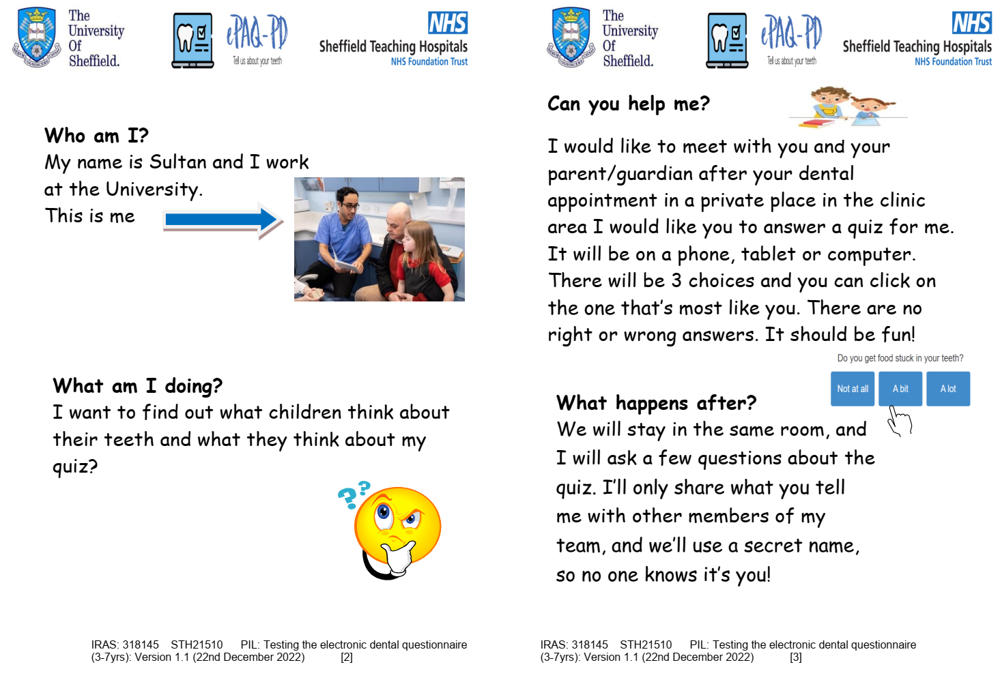 The
University
Of
Sheffield.
ePAQ-PD
Tell us about your teeth
NHS
Sheffield Teaching Hospitals
NHS Foundation Trust
Who am I?
My name is Sultan and I work
at the University.
This is me
What am I doing?
I want to find out what children think about
their teeth and what they think about my
quiz?
??
IRAS: 318145 STH21510 PIL: Testing the electronic dental questionnaire
(3-7yrs): Version 1.1 (22nd December 2022) [2]
The
University
Of
Sheffield.
ePAQ-PD
Tell us about your teeth
NHS
Sheffield Teaching Hospitals
NHS Foundation Trust
Can you help me?
I would like to meet with you and your
parent/guardian after your dental
appointment in a private place in the clinic
area I would like you to answer a quiz for me.
It will be on a phone, tablet or computer.
There will be 3 choices and you can click on
the one that's most like you. There are no
right or wrong answers. It should be fun!
Do you get food stuck in your teeth?
Not at all A bit A lot
What happens after?
We will stay in the same room, and
I will ask a few questions about the
quiz. I'll only share what you tell
me with other members of my
team, and we'll use a secret name,
so no one knows it's you!
IRAS: 318145 STH21510 PIL: Testing the electronic dental questionnaire
(3-7yrs): Version 1.1 (22nd December 2022) [3]